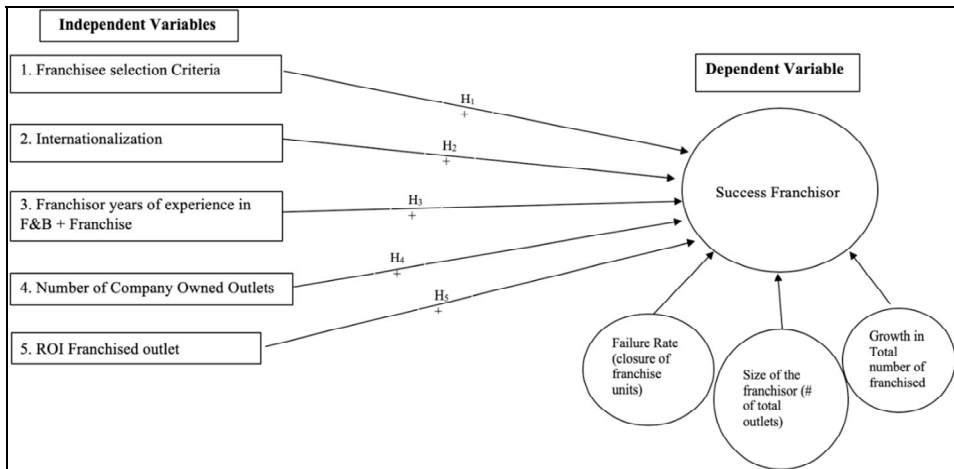 Independent Variables
1. Franchisee selection Criteria
2. Internationalization
3. Franchisor years of experience in
F&B + Franchise
4. Number of Company Owned Outlets
5. ROI Franchised outlet
H1
+
H2
+
H3
+
H4
+
H5
+
Dependent Variable
Success Franchisor
Failure Rate
(closure of
franchise
units)
Size of the
franchisor (#
of total
outlets)
Growth in
Total
number of
franchised